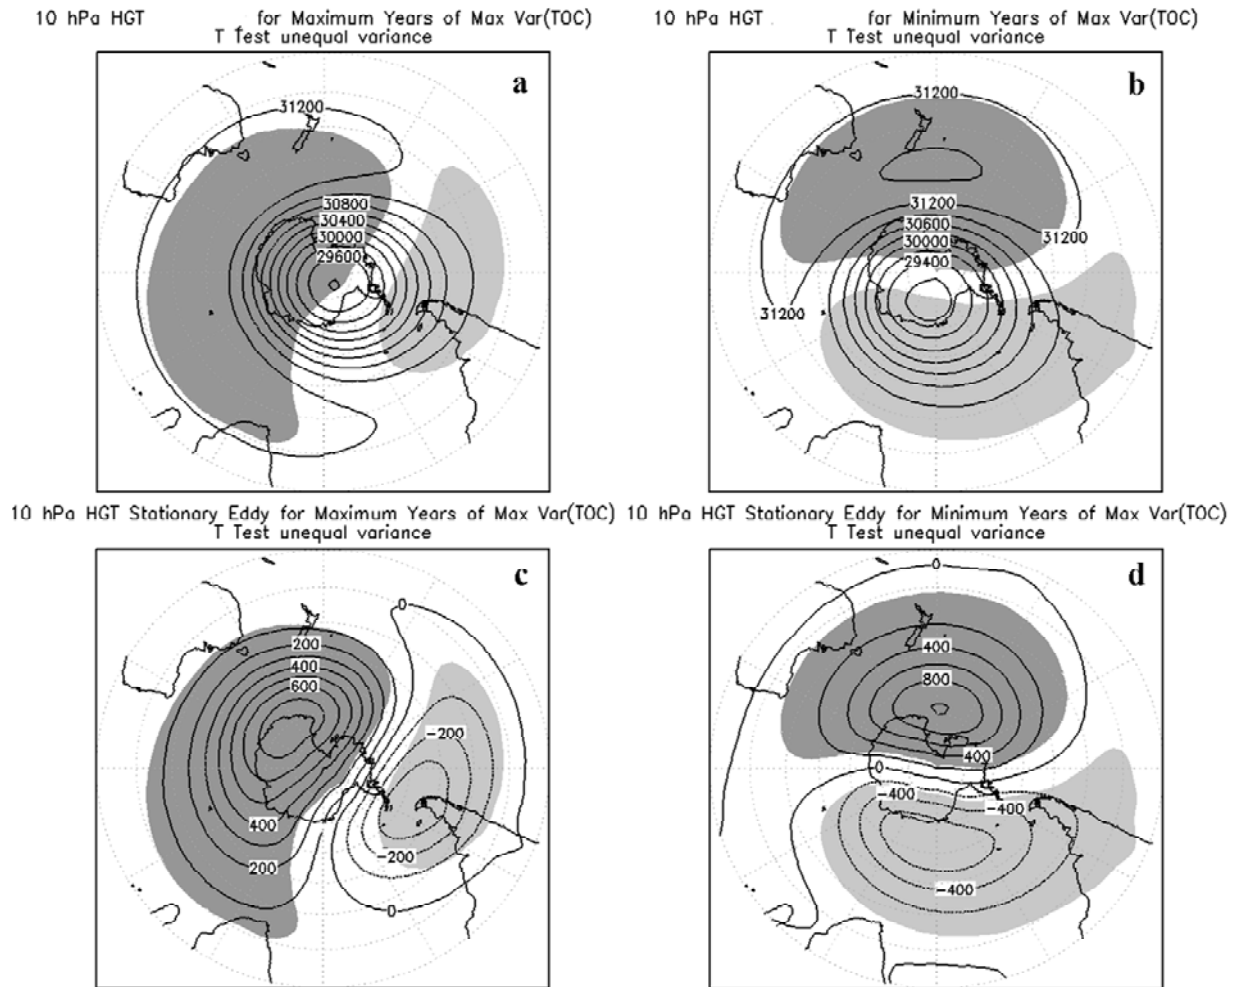 10 hPa HGT for Maximum Years of Max Var(TOC)
T Test unequal variance
a
31200
30800
30400
30000
29600
10 hPa HGT for Minimum Years of Max Var(TOC)
T Test unequal variance
b
31200
31200
30600
30000
29400
31200
31200
10 hPa HGT Stationary Eddy for Maximum Years of Max Var(TOC)
T Test unequal variance
c
0
200
400
600
-200
400
-200
200
0
10 hPa HGT Stationary Eddy for Minimum Years of Max Var(TOC)
T Test unequal variance
d
0
400
800
400
0
-400
-400
-400